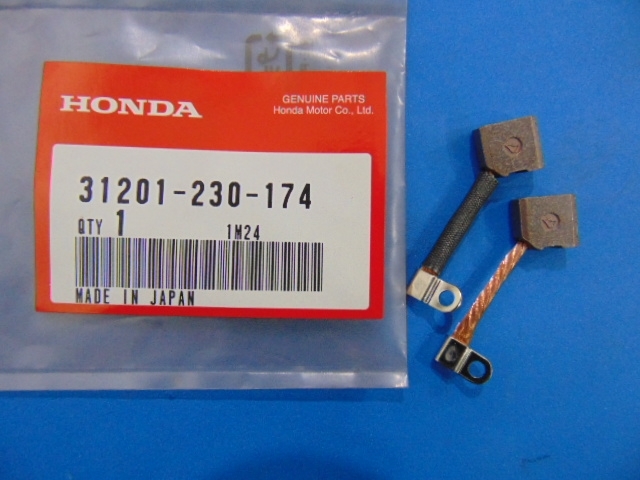 HONDA
GENUINE PARTS
Honda Motor Co., Ltd.
31201-230-174
QTY 1 1M24
MADE IN JAPAN